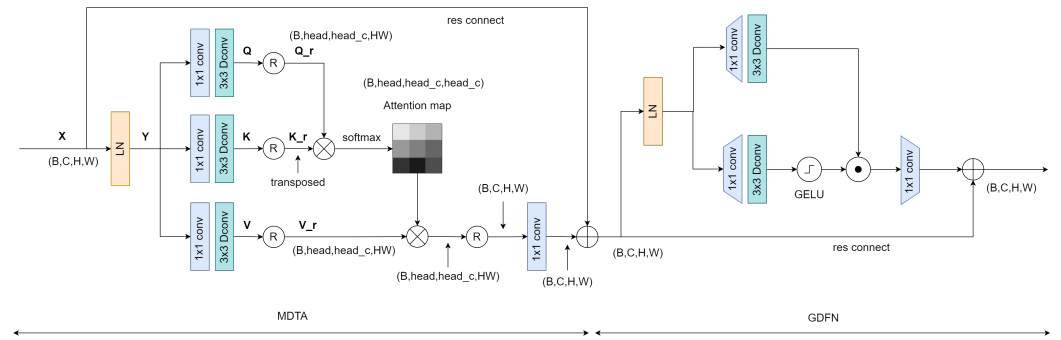 res connect
(B,head,head_c,HW)
Q
Q_r
1x1 conv
3x3 Dconv
R
(B,head,head_c,head_c)
Attention map
X
(B,C,H,W)
LN
Y
1x1 conv
3x3 Dconv
K
R
K_r
transposed
softmax
1x1 conv
3x3 Dconv
V
R
V_r
(B,head,head_c,HW)
(B,head,head_c,HW)
R
(B,C,H,W)
1x1 conv
(B,C,H,W)
(B,C,H,W)
LN
1x1 conv
3x3 Dconv
1x1 conv
3x3 Dconv
GELU
1x1 conv
(B,C,H,W)
res connect
MDTA
GDFN